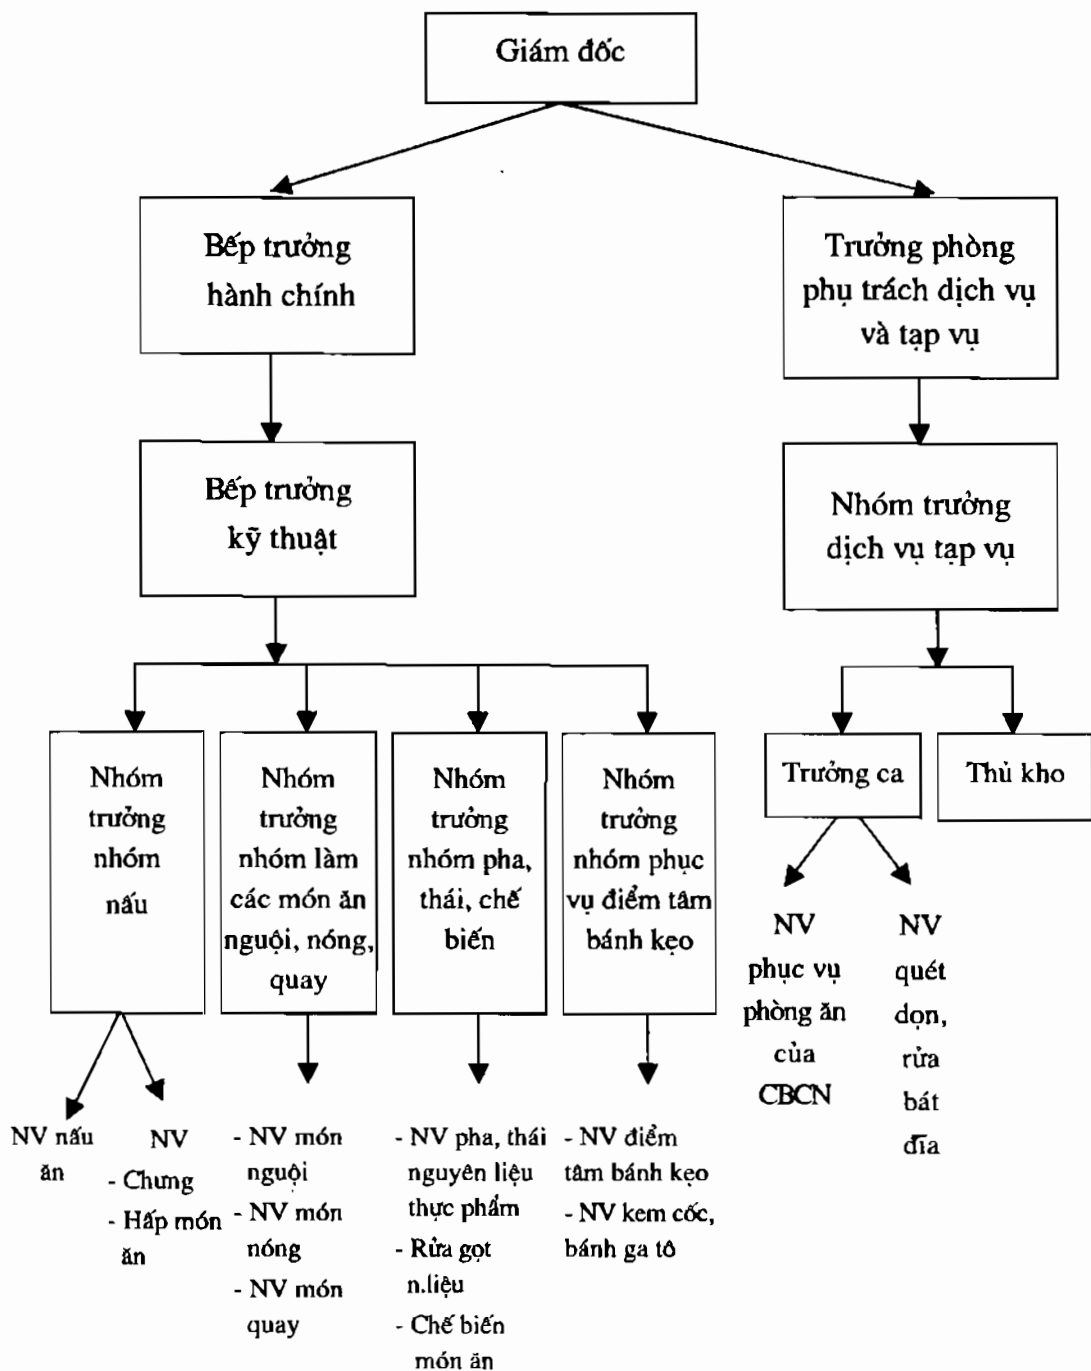 Giám đốc
Bếp trưởng
hành chính
Trưởng phòng
phụ trách dịch vụ
và tạp vụ
Bếp trưởng
kỹ thuật
Nhóm trưởng
dịch vụ tạp vụ
Nhóm
trưởng
nhóm
nấu
Nhóm
trưởng
nhóm làm
các món ăn
nguội, nóng,
quay
Nhóm
trưởng
nhóm pha,
thái, chế
biến
Nhóm
trưởng
nhóm phục
vụ điểm tâm
bánh kẹo
Trưởng ca
Thủ kho
NV
phục vụ
phòng ăn
của
CBCN
NV
quét
dọn,
rửa
bát
đĩa
NV nấu
ăn
NV
- Chưng
- Hấp món
ăn
- NV món
nguội
- NV món
nóng
- NV món
quay
- NV pha, thái
nguyên liệu
thực phẩm
- Rửa gọt
n.liệu
- Chế biến
món ăn
- NV điểm
tâm bánh kẹo
- NV kem cốc,
bánh ga tô